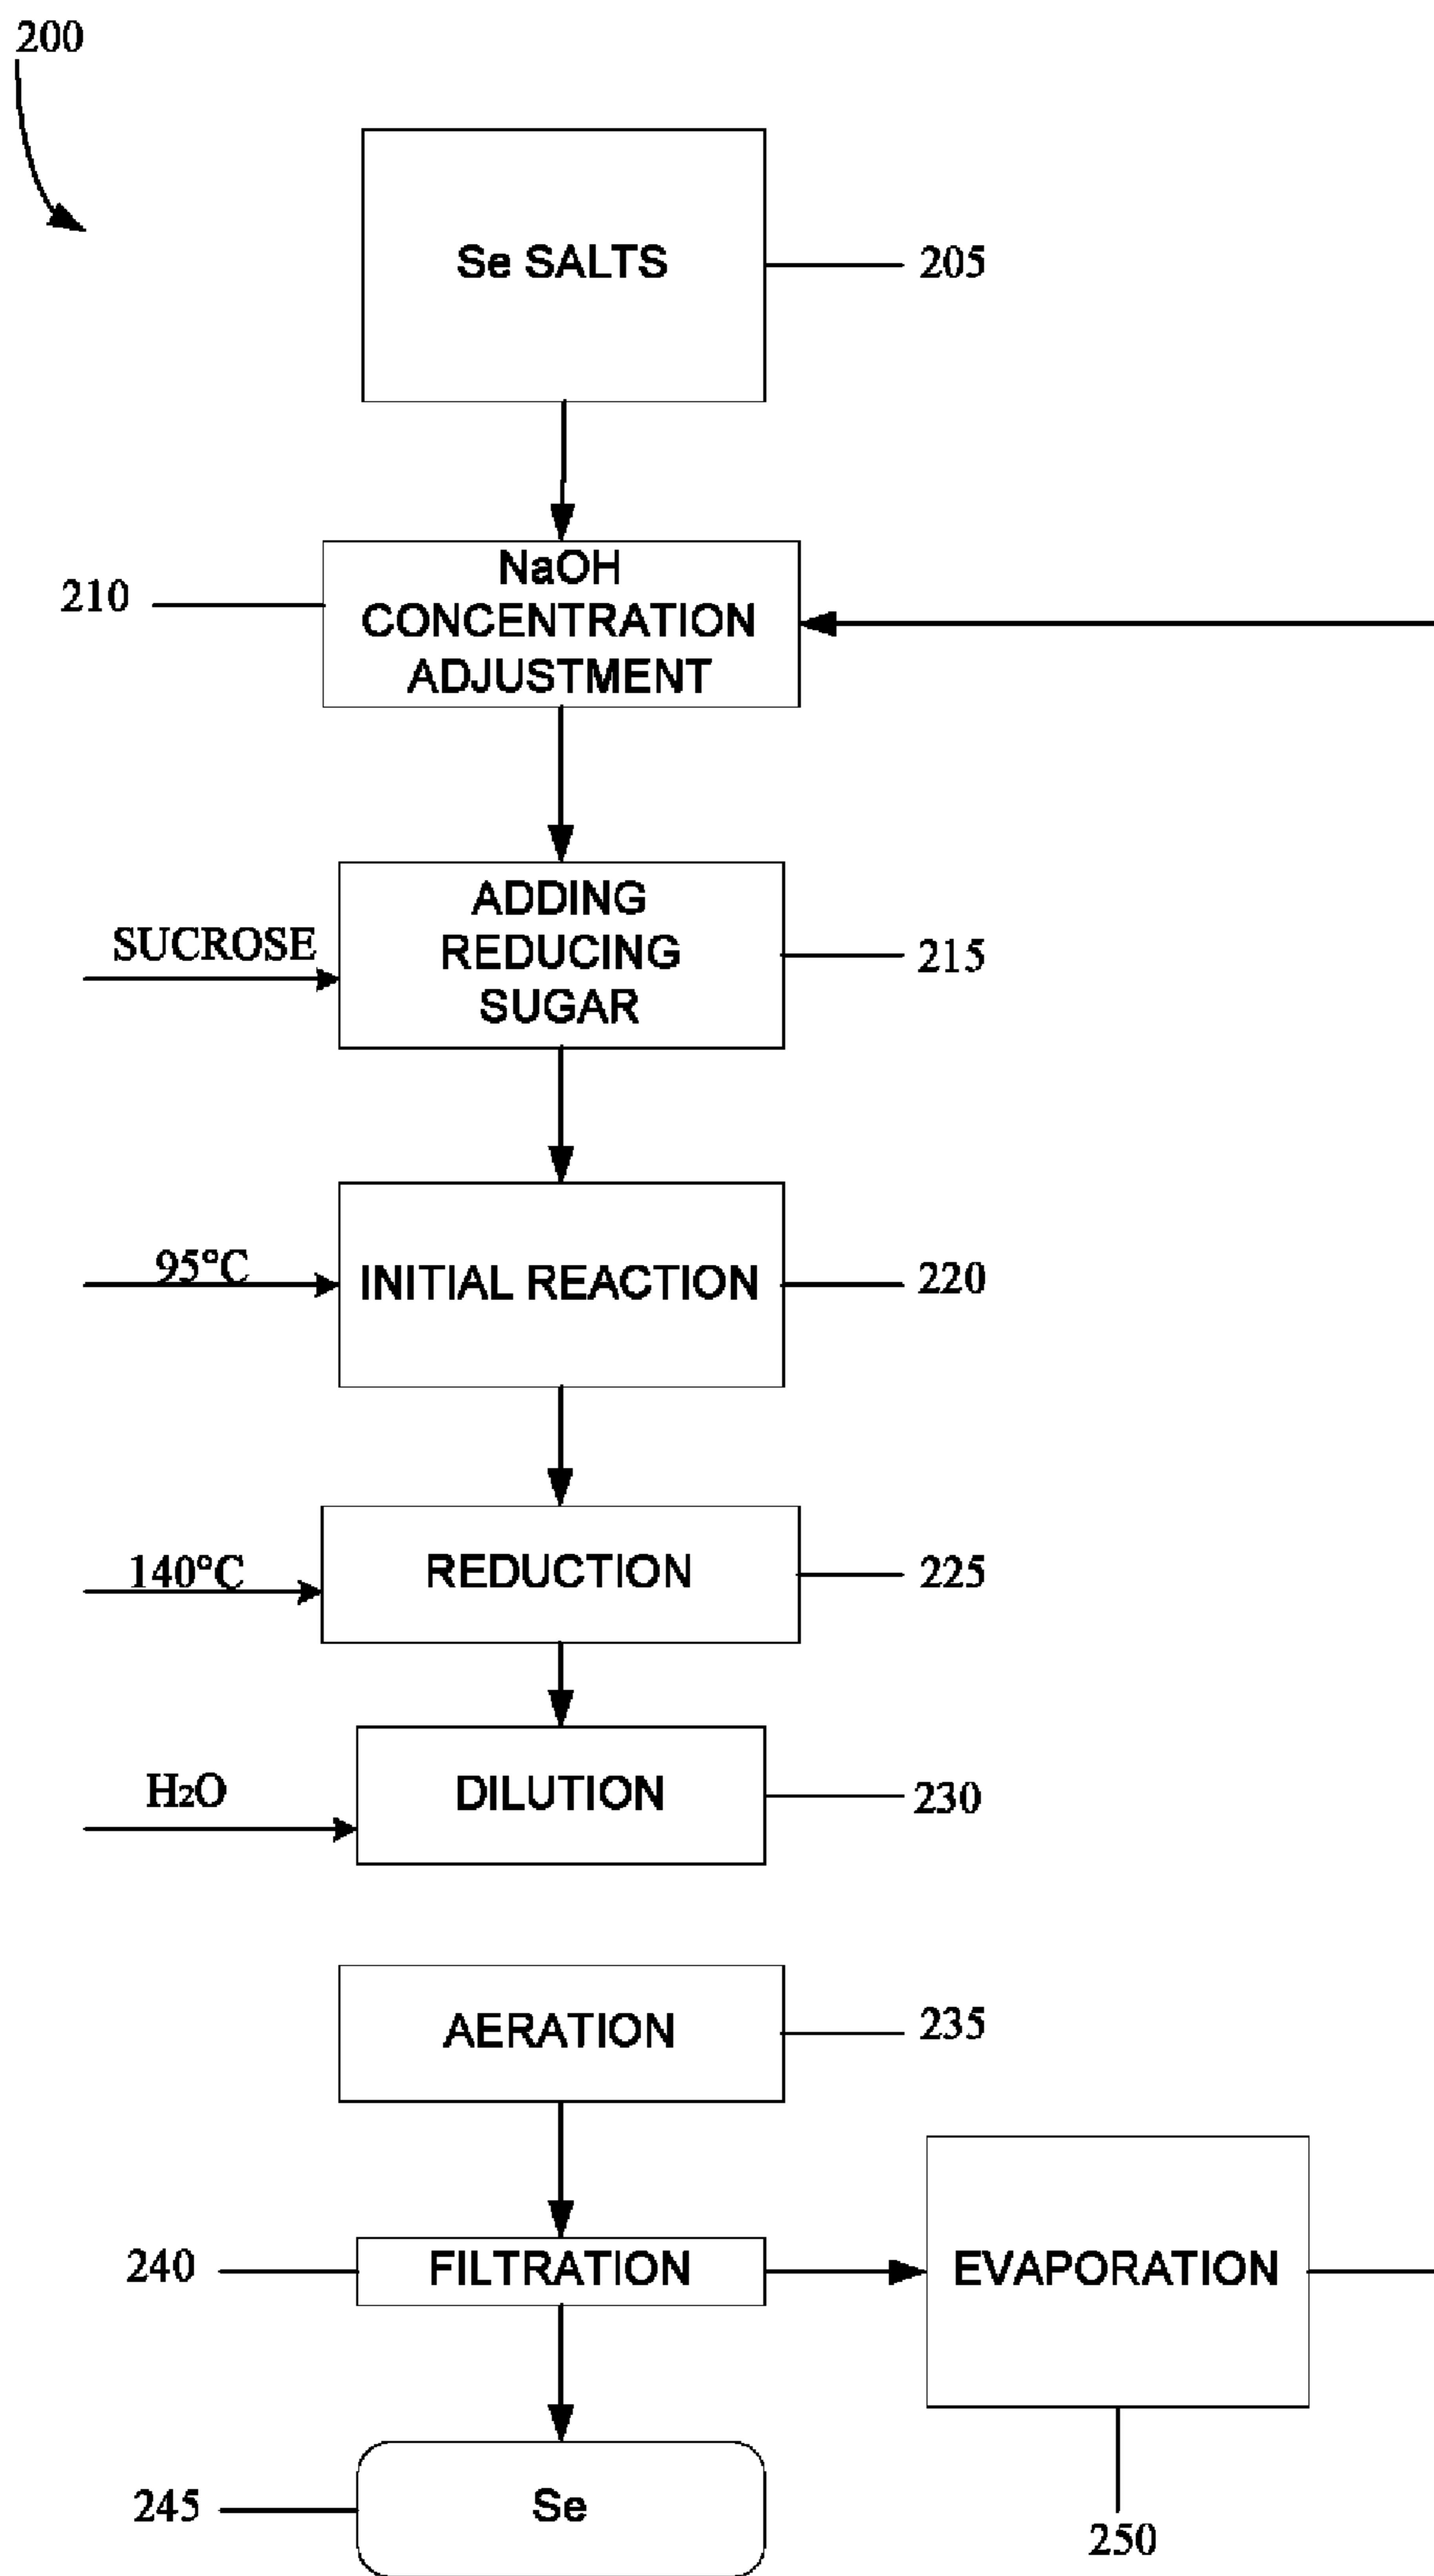 200
Se SALTS
205
NaOH
CONCENTRATION
ADJUSTMENT
210
ADDING
REDUCING
SUGAR
SUCROSE
215
95°C
INITIAL REACTION
220
140°C
REDUCTION
225
H₂O
DILUTION
230
AERATION
235
240
FILTRATION
EVAPORATION
245
Se
250